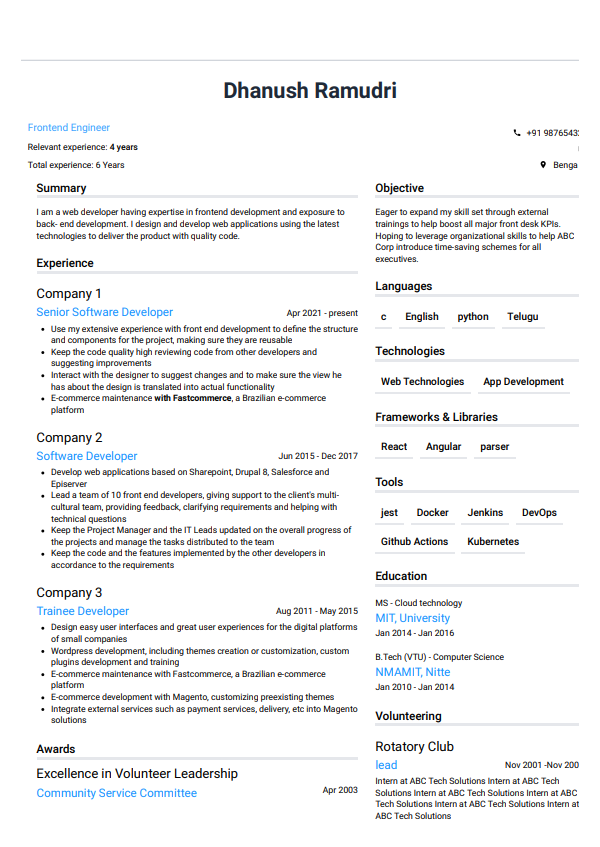 Dhanush Ramudri
Frontend Engineer
Relevant experience: 4 years
Total experience: 6 Years
+91 9876543
Benga
Summary
I am a web developer having expertise in frontend development and exposure to
back- end development. I design and develop web applications using the latest
technologies to deliver the product with quality code.
Experience
Company 1
Senior Software Developer
Apr 2021 - present
Use my extensive experience with front end development to define the structure
and components for the project, making sure they are reusable
Keep the code quality high reviewing code from other developers and
suggesting improvements
Interact with the designer to suggest changes and to make sure the view he
has about the design is translated into actual functionality
E-commerce maintenance with Fastcommerce, a Brazilian e-commerce
platform
Company 2
Software Developer
Jun 2015 - Dec 2017
Develop web applications based on Sharepoint, Drupal 8, Salesforce and
Episerver
Lead a team of 10 front end developers, giving support to the client's multi-
cultural team, providing feedback, clarifying requirements and helping with
technical questions
Keep the Project Manager and the IT Leads updated on the overall progress of
the projects and manage the tasks distributed to the team
Keep the code and the features implemented by the other developers in
accordance to the requirements
Company 3
Trainee Developer
Aug 2011 - May 2015
Design easy user interfaces and great user experiences for the digital platforms
of small companies
Wordpress development, including themes creation or customization, custom
plugins development and training
E-commerce maintenance with Fastcommerce, a Brazilian e-commerce
platform
E-commerce development with Magento, customizing preexisting themes
Integrate external services such as payment services, delivery, etc into Magento
solutions
Awards
Excellence in Volunteer Leadership
Community Service Committee
Apr 2003
Objective
Eager to expand my skill set through external
trainings to help boost all major front desk KPIs.
Hoping to leverage organizational skills to help ABC
Corp introduce time-saving schemes for all
executives.
Languages
c English python Telugu
Technologies
Web Technologies App Development
Frameworks & Libraries
React Angular parser
Tools
jest Docker Jenkins DevOps
Github Actions Kubernetes
Education
MS - Cloud technology
MIT, University
Jan 2014 - Jan 2016
B.Tech (VTU) - Computer Science
NMAMIT, Nitte
Jan 2010 - Jan 2014
Volunteering
Rotatory Club
lead
Nov 2001 -Nov 200
Intern at ABC Tech Solutions Intern at ABC Tech
Solutions Intern at ABC Tech Solutions Intern at ABC
Tech Solutions Intern at ABC Tech Solutions Intern at
ABC Tech Solutions